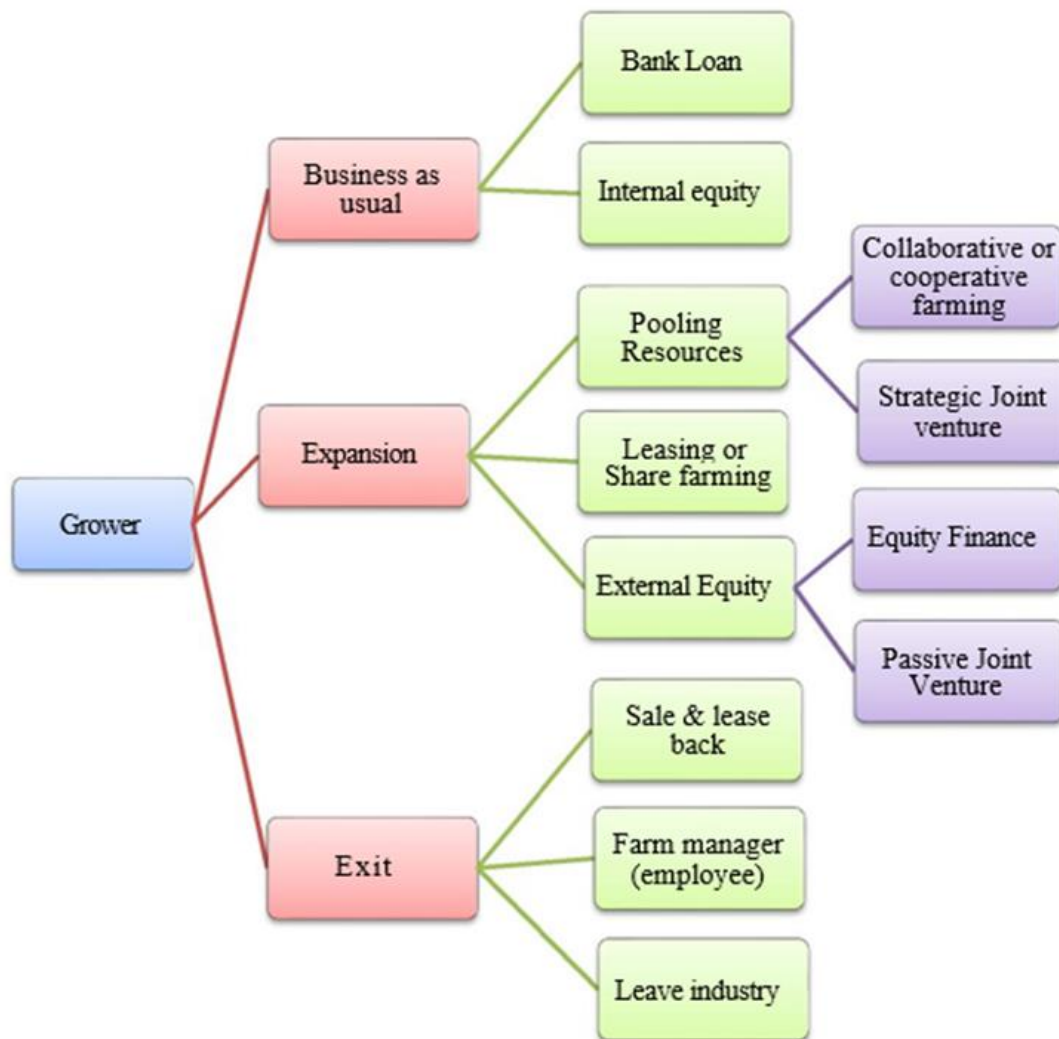 Bank Loan
Business as
usual
Internal equity
Collaborative or
cooperative
farming
Pooling
Resources
Strategic Joint
venture
Expansion
Leasing or
Share farming
Grower
Equity Finance
External Equity
Passive Joint
Venture
Sale & lease
back
Exit
Farm manager
(employee)
Leave industry